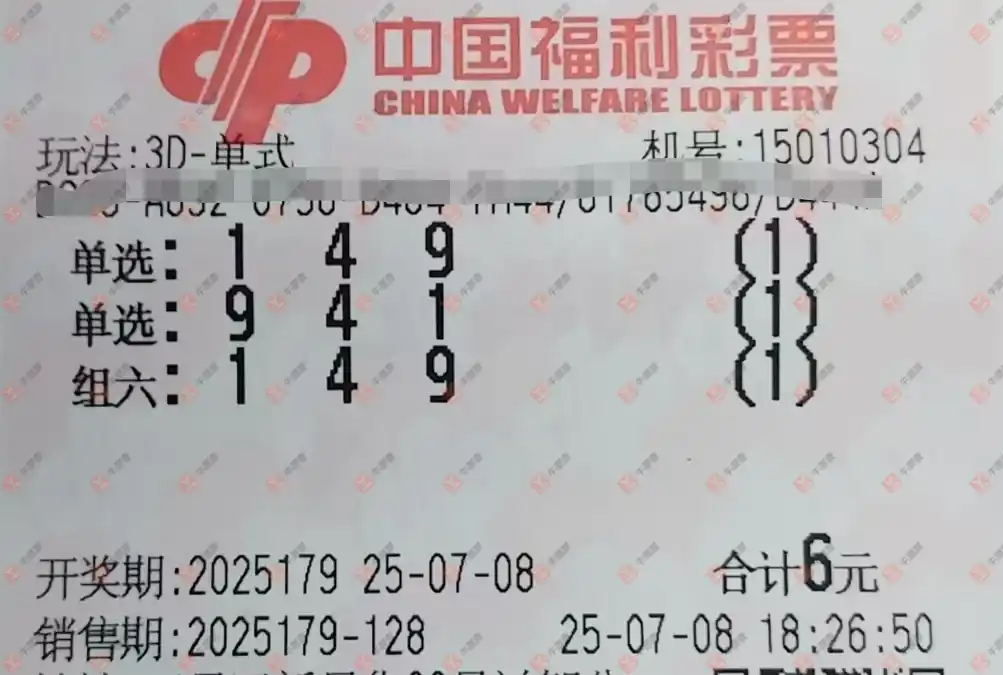 中国福利彩票
CHINA WELFARE LOTTERY
玩法:3D-单式 机号:15010304
单选: 1 4 9 (1)
单选: 9 4 1 (1)
组六: 1 4 9 (1)
开奖期:2025179 25-07-08 合计6元
销售期:2025179-128 25-07-08 18:26:50